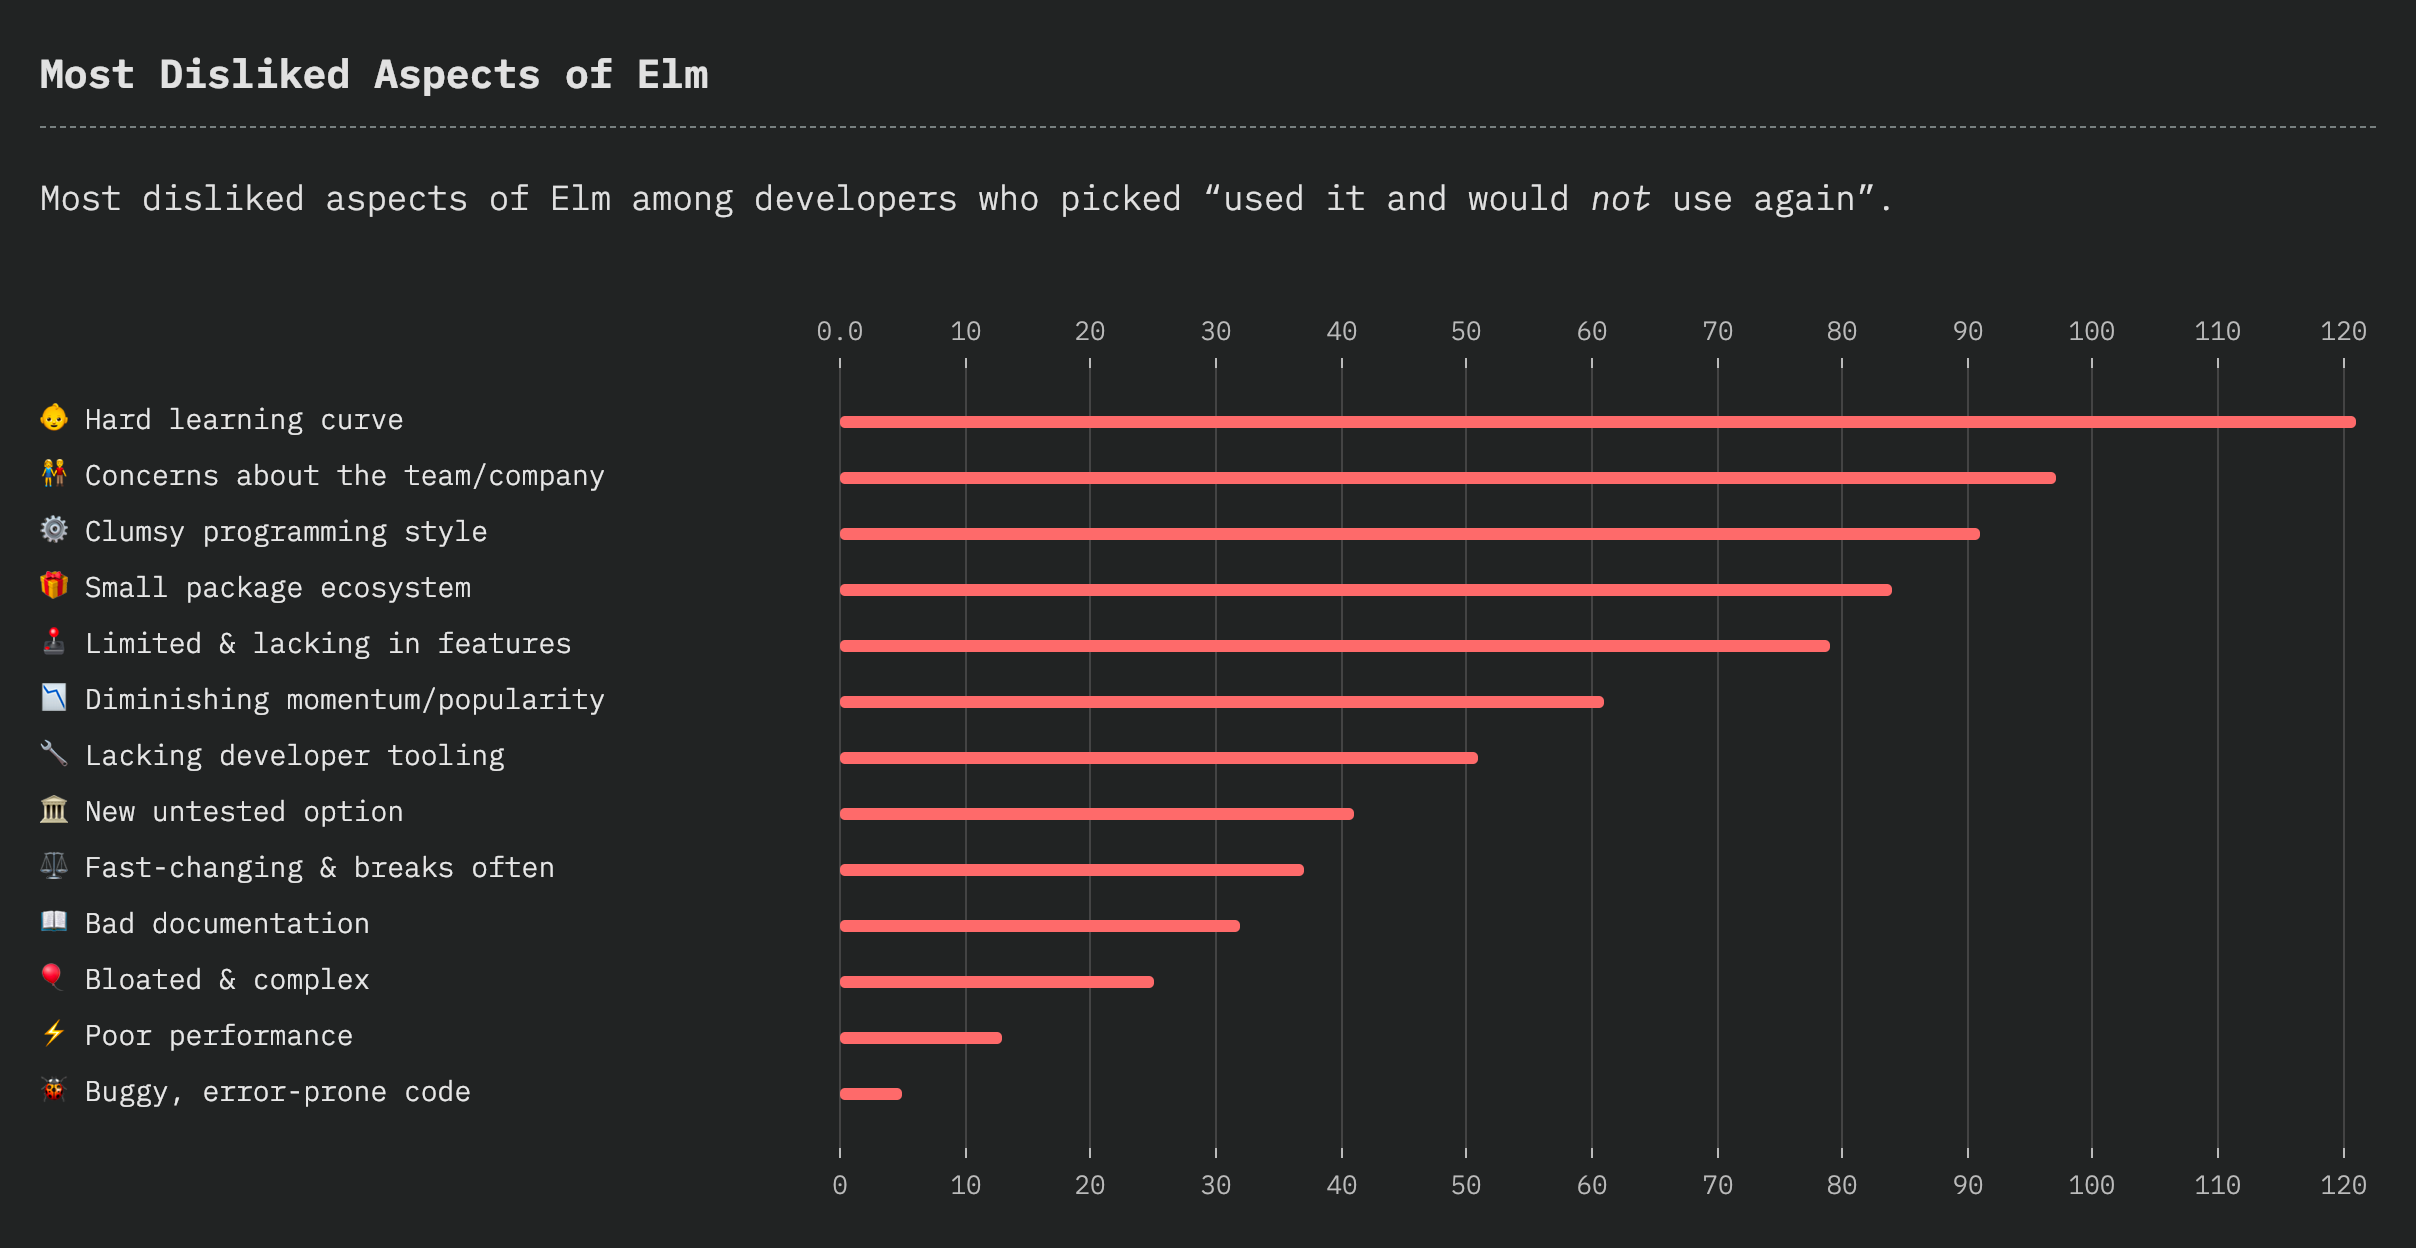 Most Disliked Aspects of Elm
Most disliked aspects of Elm among developers who picked “used it and would not use again”.
0.0 10 20 30 40 50 60 70 80 90 100 110 120
Hard learning curve
Concerns about the team/company
Clumsy programming style
Small package ecosystem
Limited & lacking in features
Diminishing momentum/popularity
Lacking developer tooling
New untested option
Fast-changing & breaks often
Bad documentation
Bloated & complex
Poor performance
Buggy, error-prone code
0 10 20 30 40 50 60 70 80 90 100 110 120